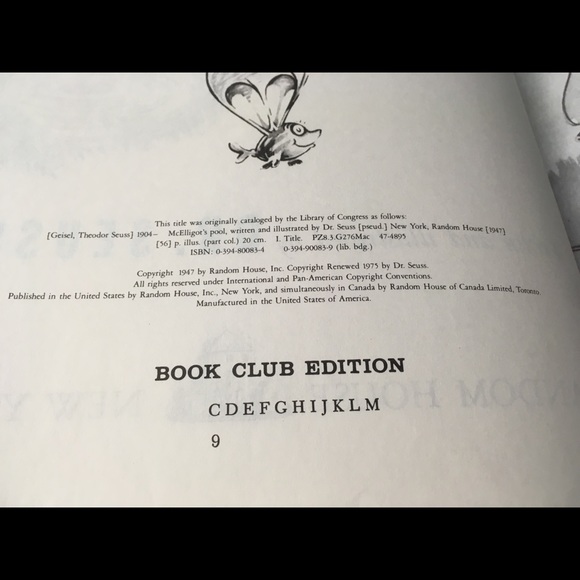 This title was originally cataloged by the Library of Congress as follows:
[Geisel, Theodor Seuss] 1904– McElligot's pool, written and illustrated by Dr. Seuss [pseud.] New York, Random House [1947]
[56] p. illus. (part col.) 20 cm. I. Title. PZ8.3.G276Mac 47-4895
ISBN: 0-394-80083-4 0-394-90083-9 (lib. bdg.)
Copyright 1947 by Random House, Inc. Copyright Renewed 1975 by Dr. Seuss.
All rights reserved under International and Pan-American Copyright Conventions.
Published in the United States by Random House, Inc., New York, and simultaneously in Canada by Random House of Canada Limited, Toronto.
Manufactured in the United States of America.
BOOK CLUB EDITION
C D E F G H I J K L M
9